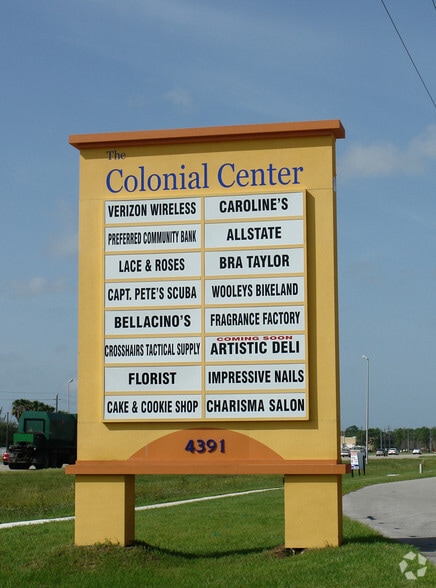 The
Colonial Center
VERIZON WIRELESS
CAROLINE'S
PREFERRED COMMUNITY BANK
ALLSTATE
LACE & ROSES
BRA TAYLOR
CAPT. PETE'S SCUBA
WOOLEYS BIKELAND
BELLACINO'S
FRAGRANCE FACTORY
CROSSHAIRS TACTICAL SUPPLY
COMING SOON
ARTISTIC DELI
FLORIST
IMPRESSIVE NAILS
CAKE & COOKIE SHOP
CHARISMA SALON
4391